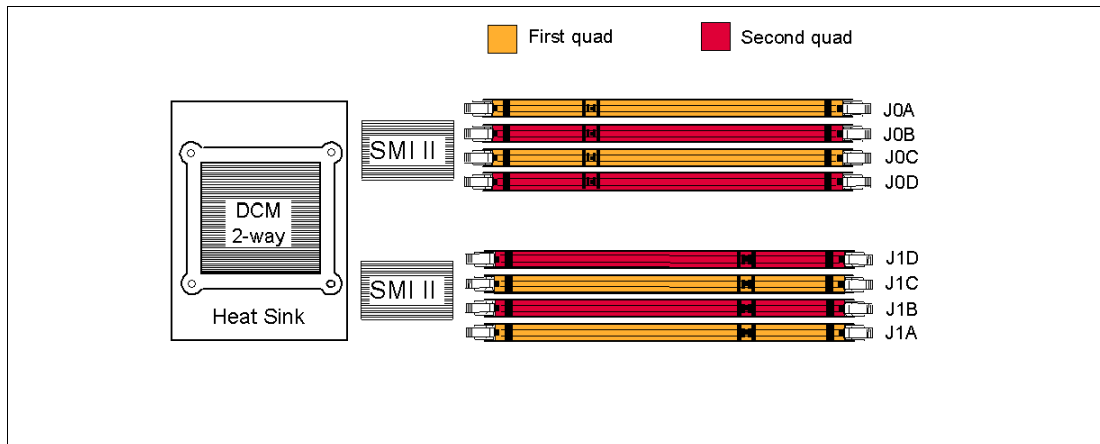 First quad
Second quad
SMI II
J0A
J0B
J0C
J0D
DCM
2-way
Heat Sink
SMI II
J1D
J1C
J1B
J1A